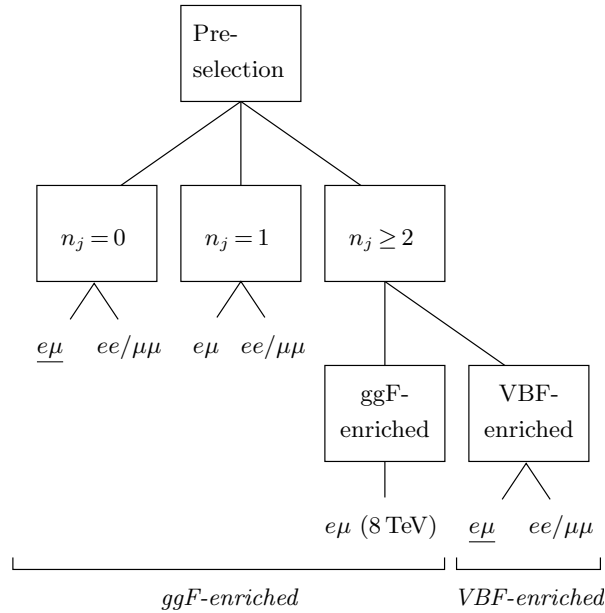 Pre-
selection
n_j = 0
n_j = 1
n_j ≥ 2
eμ ee/μμ
eμ ee/μμ
ggF-
enriched
VBF-
enriched
eμ (8 TeV)
eμ ee/μμ
ggF-enriched
VBF-enriched